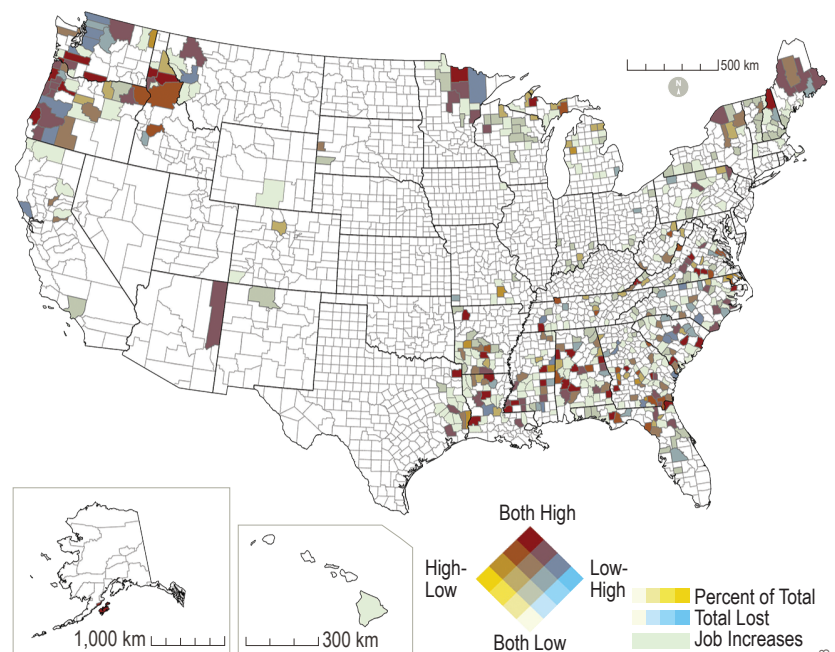 500 km
N
Both High
High-
Low
Low-
High
Both Low
Percent of Total
Total Lost
Job Increases
1,000 km
300 km